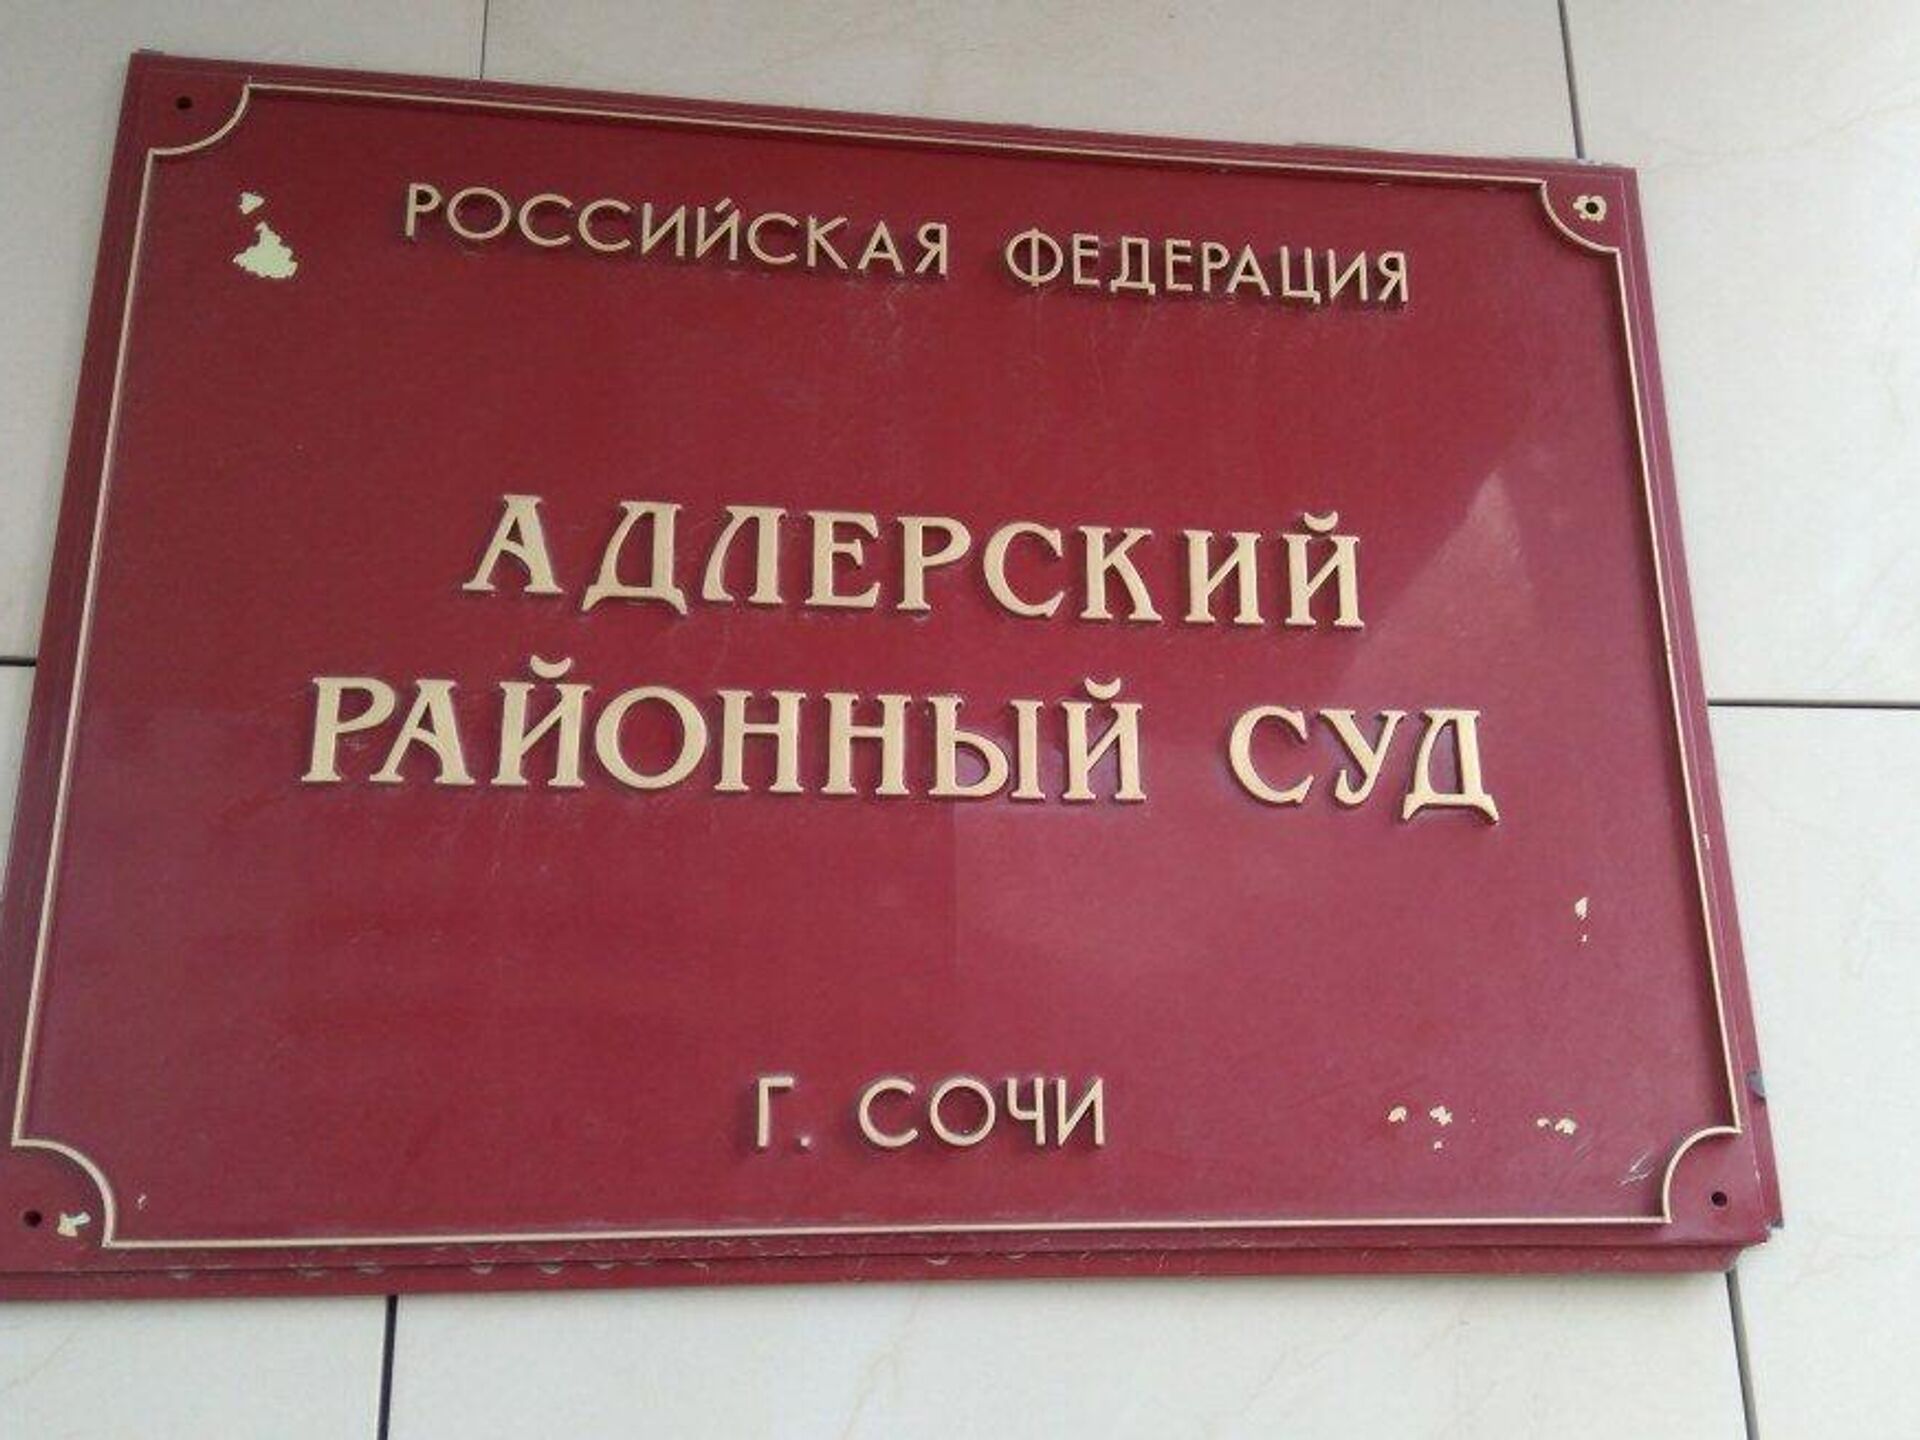 РОССИЙСКАЯ ФЕДЕРАЦИЯ
АДЛЕРСКИЙ
РАЙОННЫЙ СУД
Г. СОЧИ